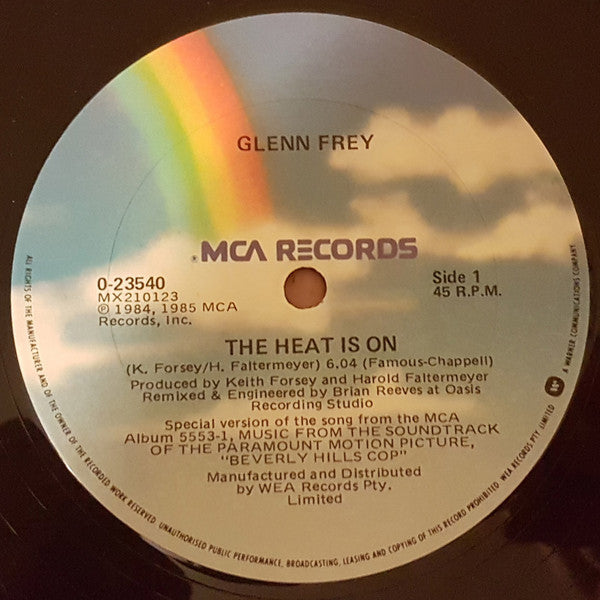 GLENN FREY
® MCA RECORDS
0-23540
MX210123
℗ 1984, 1985 MCA
Records, Inc.
Side 1
45 R.P.M.
THE HEAT IS ON
(K. Forsey/H. Faltermeyer) 6.04 (Famous-Chappell)
Produced by Keith Forsey and Harold Faltermeyer
Remixed & Engineered by Brian Reeves at Oasis
Recording Studio
Special version of the song from the MCA
Album 5553-1, MUSIC FROM THE SOUNDTRACK
OF THE PARAMOUNT MOTION PICTURE,
"BEVERLY HILLS COP"
Manufactured and Distributed
by WEA Records Pty.
Limited
ALL RIGHTS OF THE MANUFACTURER AND OF THE OWNER OF THE RECORDED WORK RESERVED. UNAUTHORISED PUBLIC PERFORMANCE, BROADCASTING, LEASING AND COPYING OF THIS RECORD PROHIBITED. WEA RECORDS PTY. LIMITED
A WARNER COMMUNICATIONS COMPANY